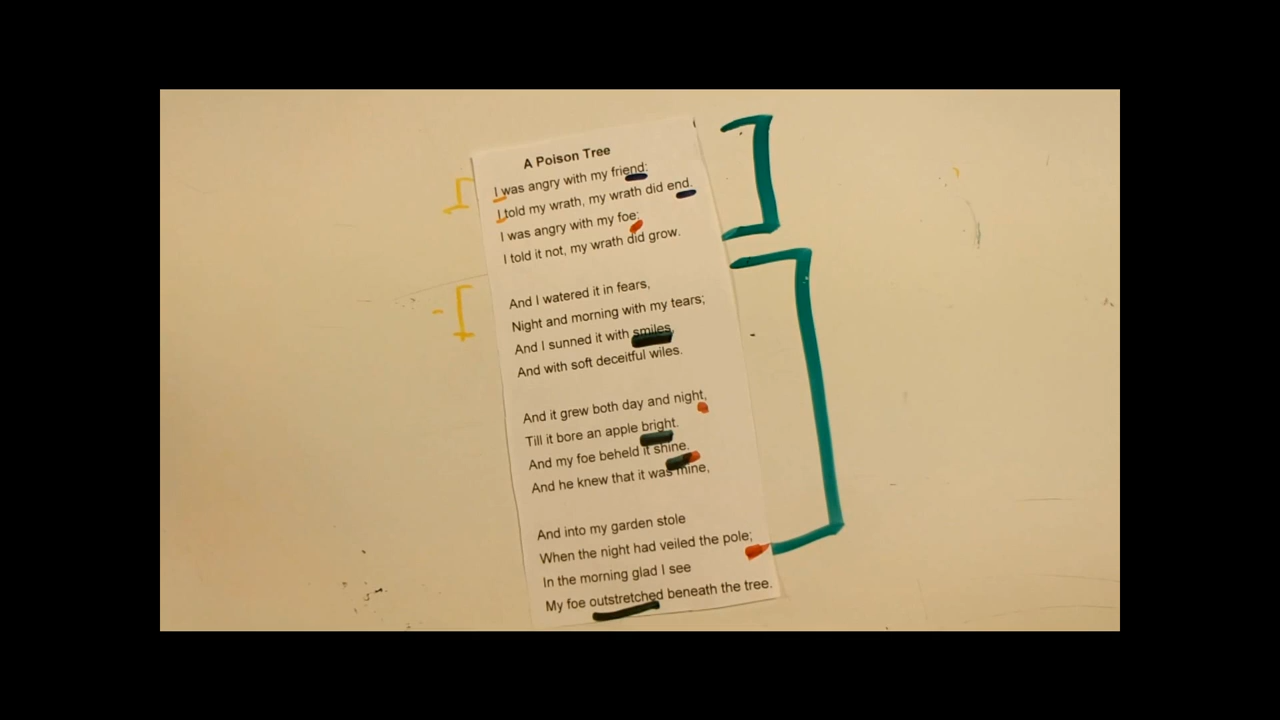 A Poison Tree
I was angry with my friend:
I told my wrath, my wrath did end.
I was angry with my foe:
I told it not, my wrath did grow.
And I watered it in fears,
Night and morning with my tears;
And I sunned it with smiles,
And with soft deceitful wiles.
And it grew both day and night,
Till it bore an apple bright.
And my foe beheld it shine.
And he knew that it was mine,
And into my garden stole
When the night had veiled the pole;
In the morning glad I see
My foe outstretched beneath the tree.